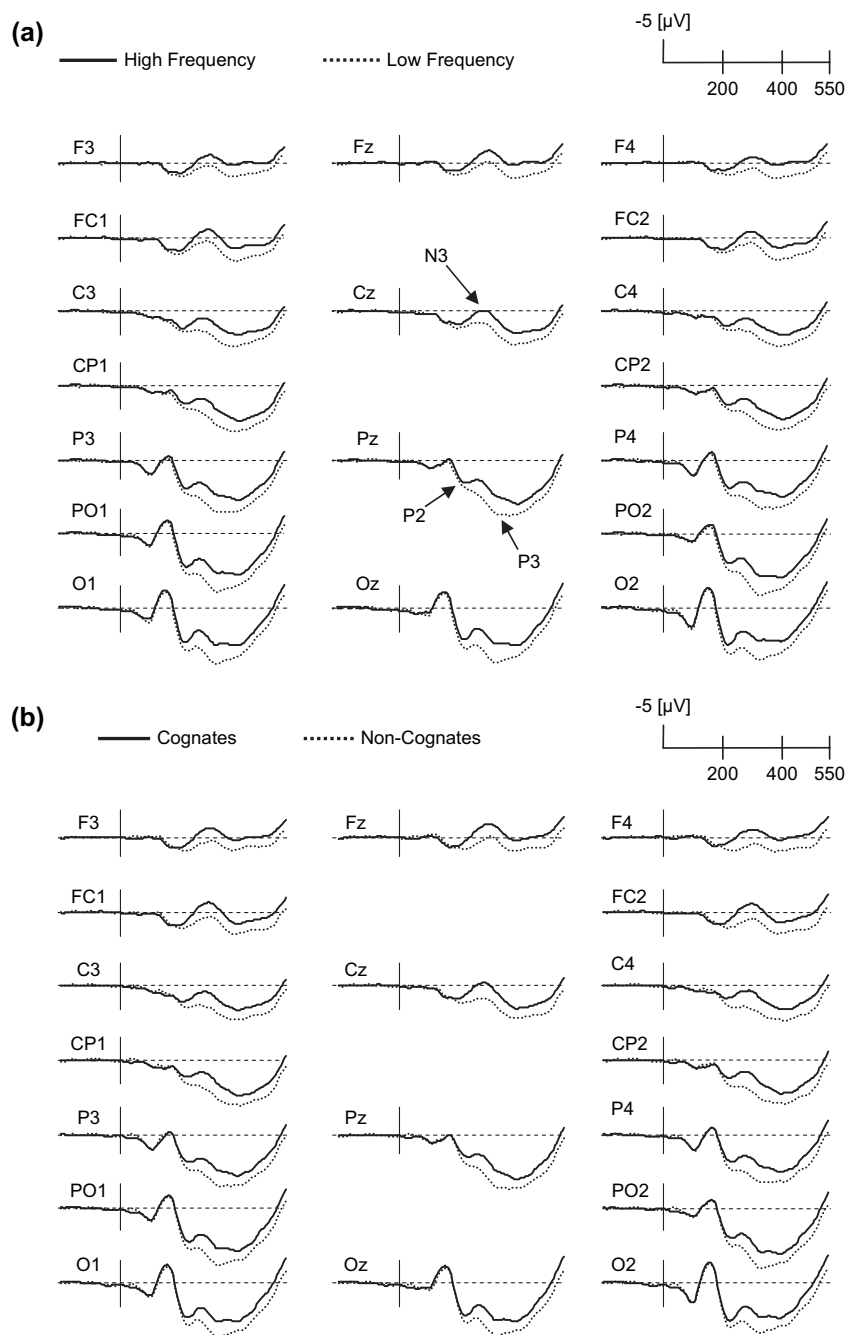 (a)
High Frequency Low Frequency
-5 [µV]
200 400 550
F3 Fz F4
FC1 FC2
N3
C3 Cz C4
CP1 CP2
P3 Pz P4
P2
PO1 PO2
P3
O1 Oz O2
(b)
Cognates Non-Cognates
-5 [µV]
200 400 550
F3 Fz F4
FC1 FC2
C3 Cz C4
CP1 CP2
P3 Pz P4
PO1 PO2
O1 Oz O2